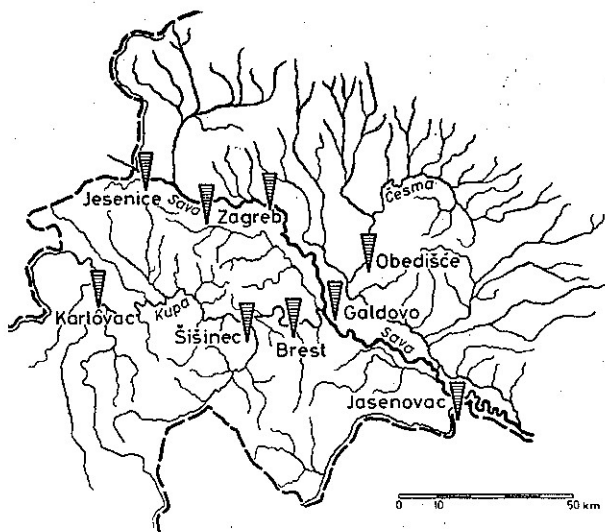 Jesenice
Sava
Zagreb
Česma
Obedišće
Karlovac
Kupa
Galdovo
Šišinec
Brest
Sava
Jasenovac
0 10 50 km